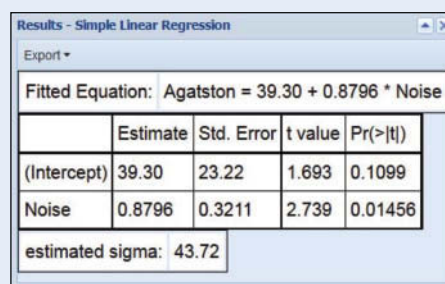 Results - Simple Linear Regression
Export
Fitted Equation: Agatston = 39.30 + 0.8796 * Noise
Estimate Std. Error t value Pr(>|t|)
(Intercept) 39.30 23.22 1.693 0.1099
Noise 0.8796 0.3211 2.739 0.01456
estimated sigma: 43.72